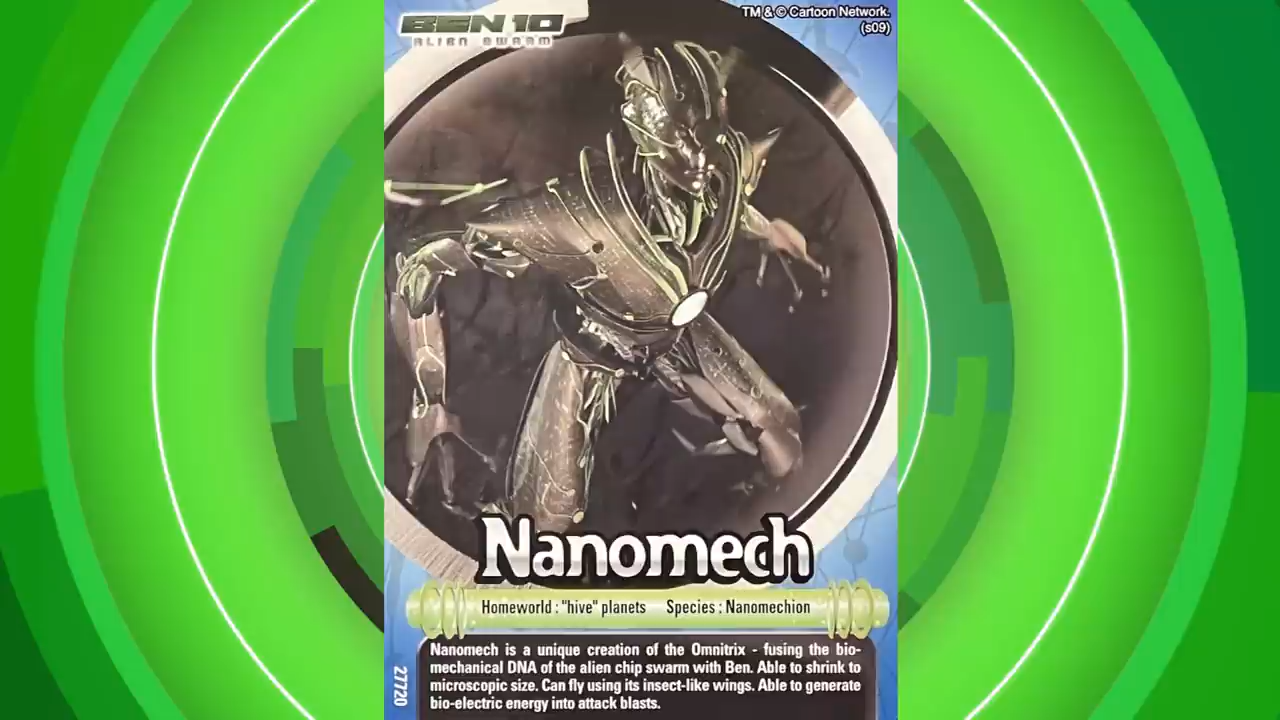 BEN 10
ALIEN SWARM
TM & © Cartoon Network.
(s09)
Nanomech
Homeworld : "hive" planets Species : Nanomechion
Nanomech is a unique creation of the Omnitrix - fusing the bio-
mechanical DNA of the alien chip swarm with Ben. Able to shrink to
microscopic size. Can fly using its insect-like wings. Able to generate
bio-electric energy into attack blasts.
27720